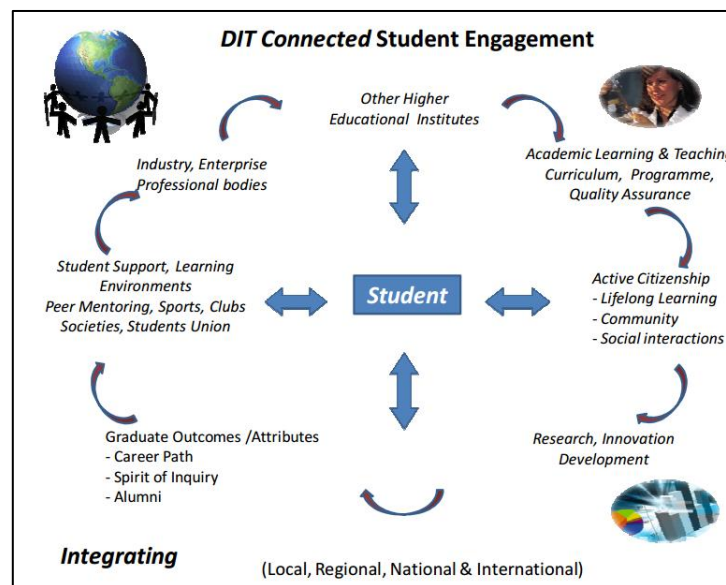 DIT Connected Student Engagement
Other Higher
Educational Institutes
Industry, Enterprise
Professional bodies
Academic Learning & Teaching
Curriculum, Programme,
Quality Assurance
Student Support, Learning
Environments
Peer Mentoring, Sports, Clubs
Societies, Students Union
Student
Active Citizenship
- Lifelong Learning
- Community
- Social interactions
Graduate Outcomes /Attributes
- Career Path
- Spirit of Inquiry
- Alumni
Research, Innovation
Development
Integrating
(Local, Regional, National & International)